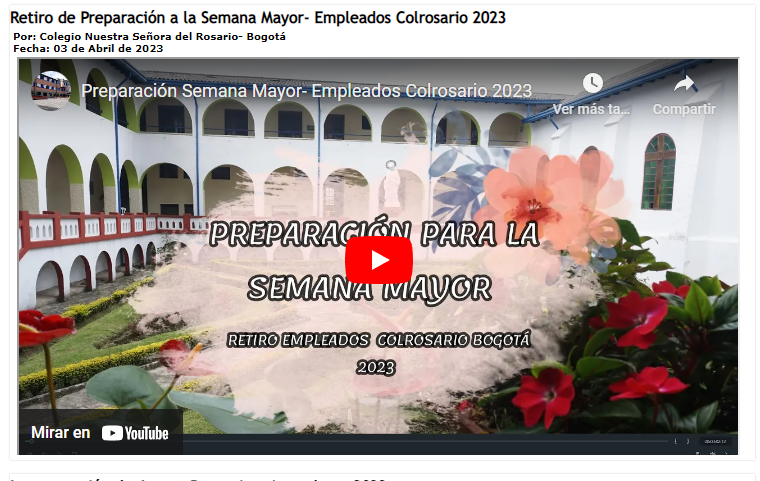 Retiro de Preparación a la Semana Mayor- Empleados Colrosario 2023
Por: Colegio Nuestra Señora del Rosario- Bogotá
Fecha: 03 de Abril de 2023
Preparación Semana Mayor- Empleados Colrosario 2023
Ver más ta...
Compartir
PREPARACIÓN PARA LA
SEMANA MAYOR
RETIRO EMPLEADOS COLROSARIO BOGOTÁ
2023
Mirar en YouTube